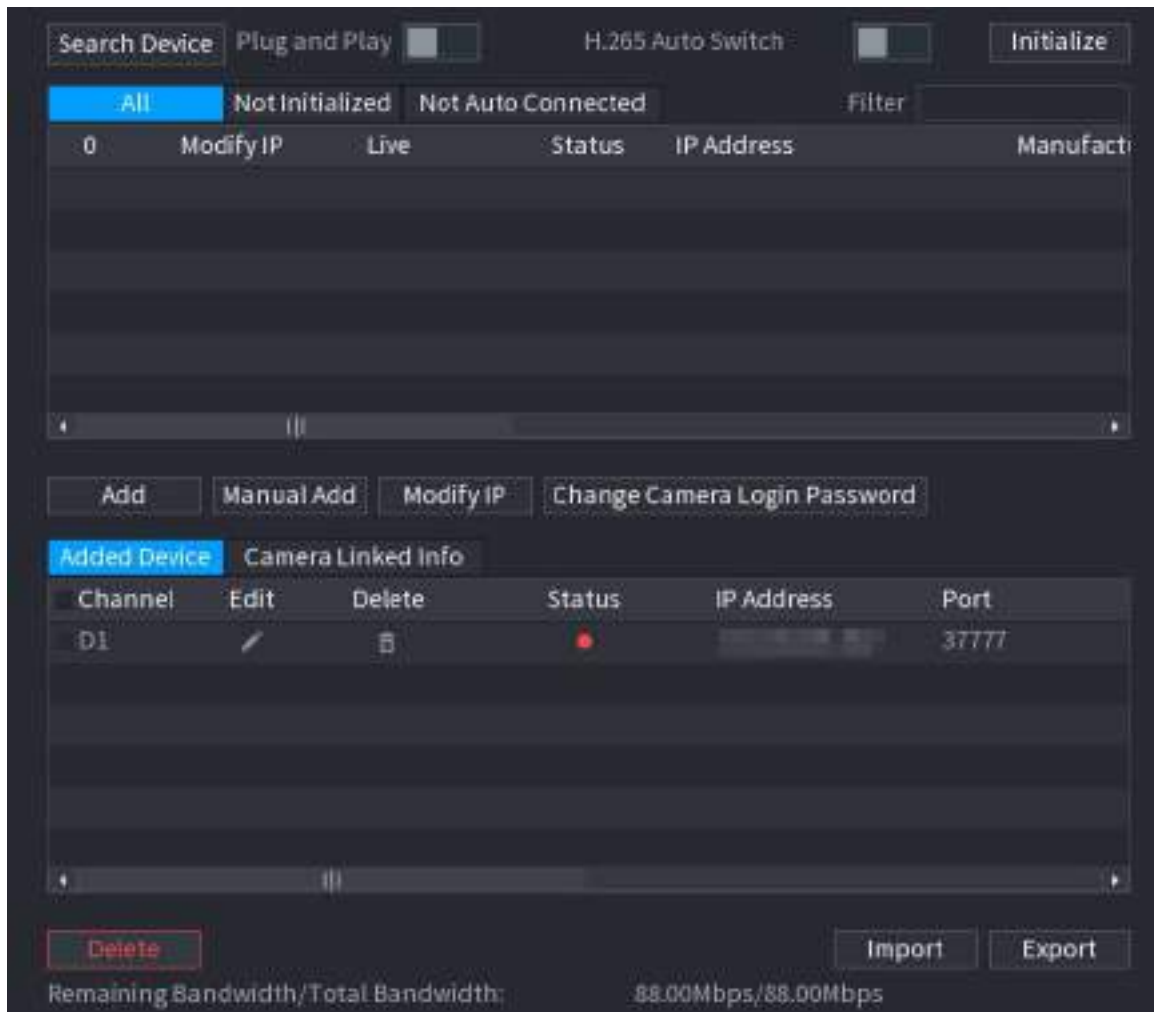 Search Device Plug and Play H.265 Auto Switch Initialize
All Not Initialized Not Auto Connected Filter
0 Modify IP Live Status IP Address Manufact
Add Manual Add Modify IP Change Camera Login Password
Added Device Camera Linked Info
Channel Edit Delete Status IP Address Port
D1 37777
Delete Import Export
Remaining Bandwidth/Total Bandwidth: 88.00Mbps/88.00Mbps